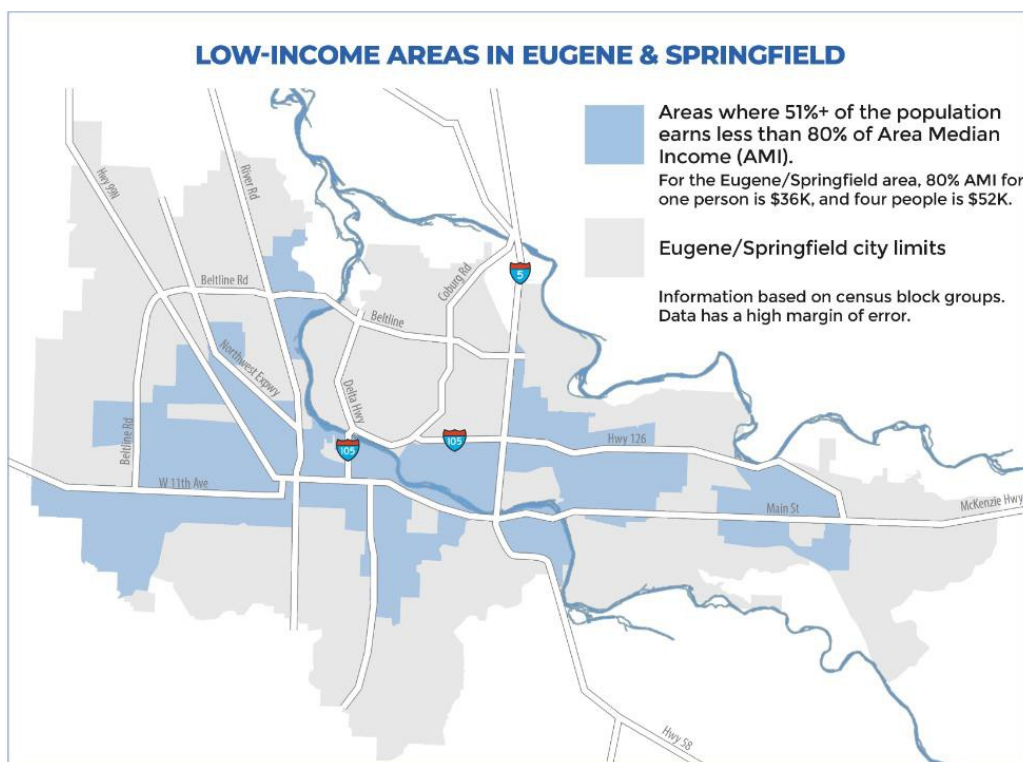 LOW-INCOME AREAS IN EUGENE & SPRINGFIELD
Areas where 51%+ of the population
earns less than 80% of Area Median
Income (AMI).
For the Eugene/Springfield area, 80% AMI for
one person is $36K, and four people is $52K.
Eugene/Springfield city limits
Information based on census block groups.
Data has a high margin of error.
Hwy 99N
River Rd
Beltline Rd
Beltline
Coburg Rd
5
Northwest Expwy
Delta Hwy
Beltline Rd
105
105
Hwy 126
W 11th Ave
Main St
McKenzie Hwy
Hwy 58